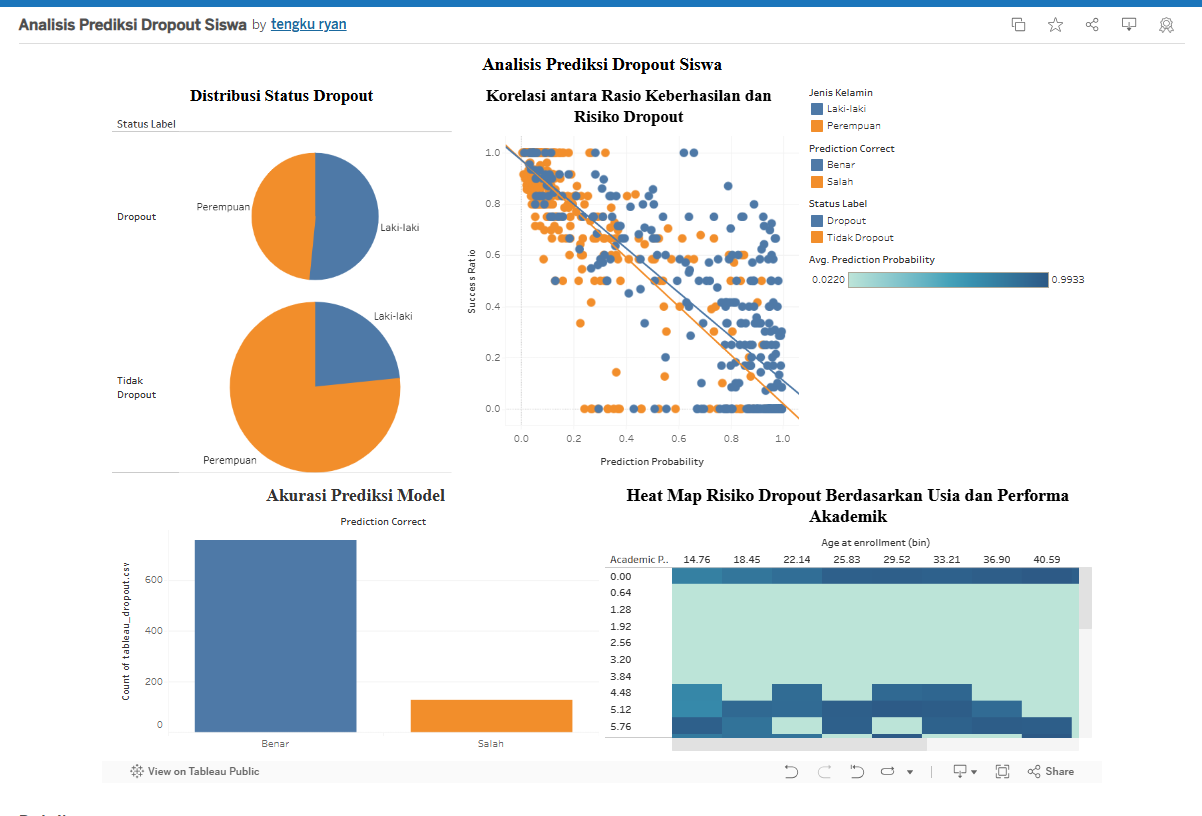 Analisis Prediksi Dropout Siswa by tengku ryan
Analisis Prediksi Dropout Siswa
Distribusi Status Dropout
Status Label
Dropout
Perempuan
Laki-laki
Tidak
Dropout
Laki-laki
Perempuan
Korelasi antara Rasio Keberhasilan dan
Risiko Dropout
Success Ratio
1.0
0.8
0.6
0.4
0.2
0.0
0.0 0.2 0.4 0.6 0.8 1.0
Prediction Probability
Jenis Kelamin
Laki-laki
Perempuan
Prediction Correct
Benar
Salah
Status Label
Dropout
Tidak Dropout
Avg. Prediction Probability
0.0220 0.9933
Akurasi Prediksi Model
Prediction Correct
Count of tableau_dropout.csv
600
400
200
0
Benar Salah
Heat Map Risiko Dropout Berdasarkan Usia dan Performa
Akademik
Age at enrollment (bin)
Academic P.. 14.76 18.45 22.14 25.83 29.52 33.21 36.90 40.59
0.00
0.64
1.28
1.92
2.56
3.20
3.84
4.48
5.12
5.76
View on Tableau Public
Share